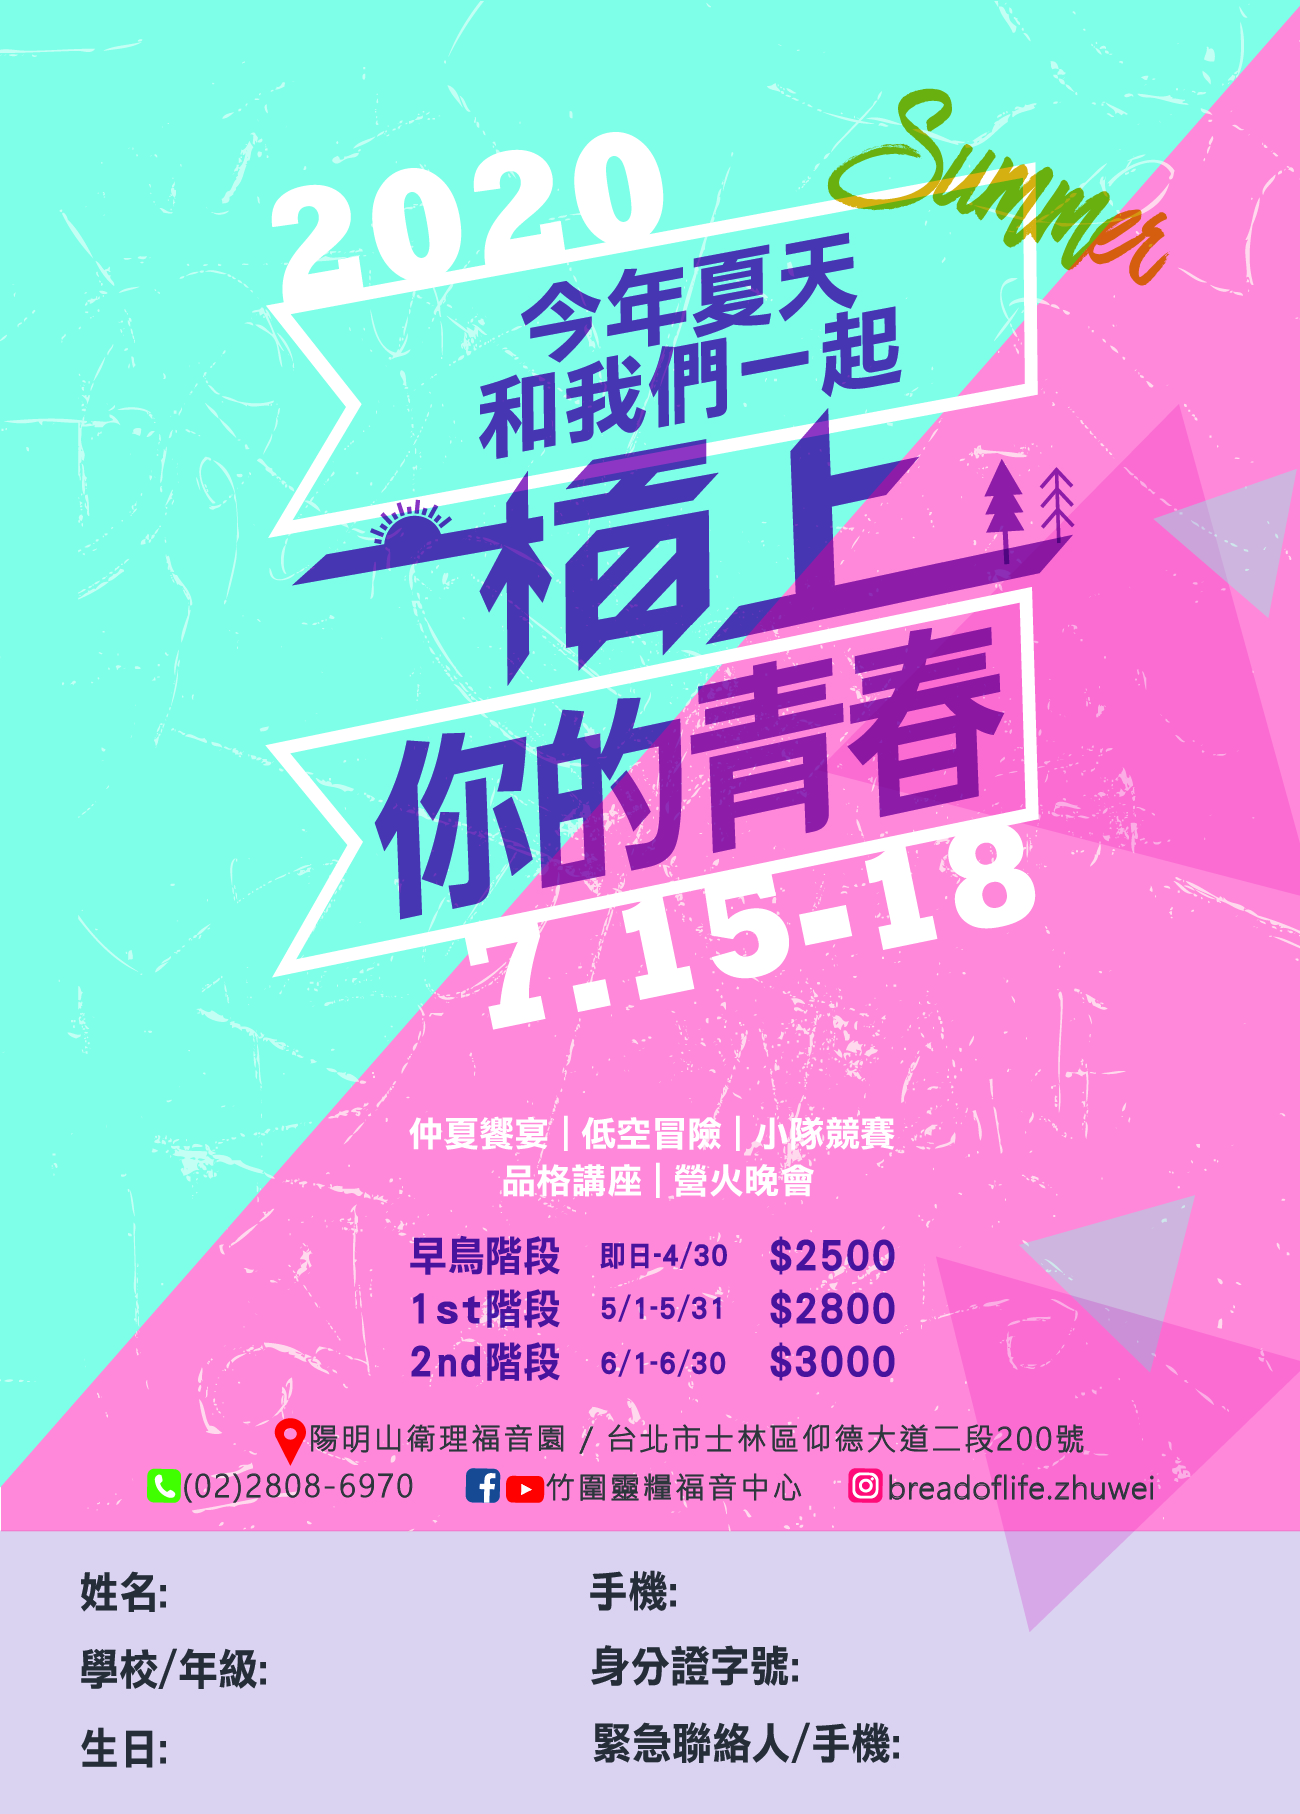 2020
Summer
今年夏天
和我們一起
槓上
你的青春
7.15-18
仲夏饗宴|低空冒險|小隊競賽
品格講座|營火晚會
早鳥階段 即日-4/30 $2500
1st階段 5/1-5/31 $2800
2nd階段 6/1-6/30 $3000
陽明山衛理福音園 / 台北市士林區仰德大道二段200號
(02)2808-6970 竹圍靈糧福音中心 breadoflife.zhuwei
姓名: 手機:
學校/年級: 身分證字號:
生日: 緊急聯絡人/手機: